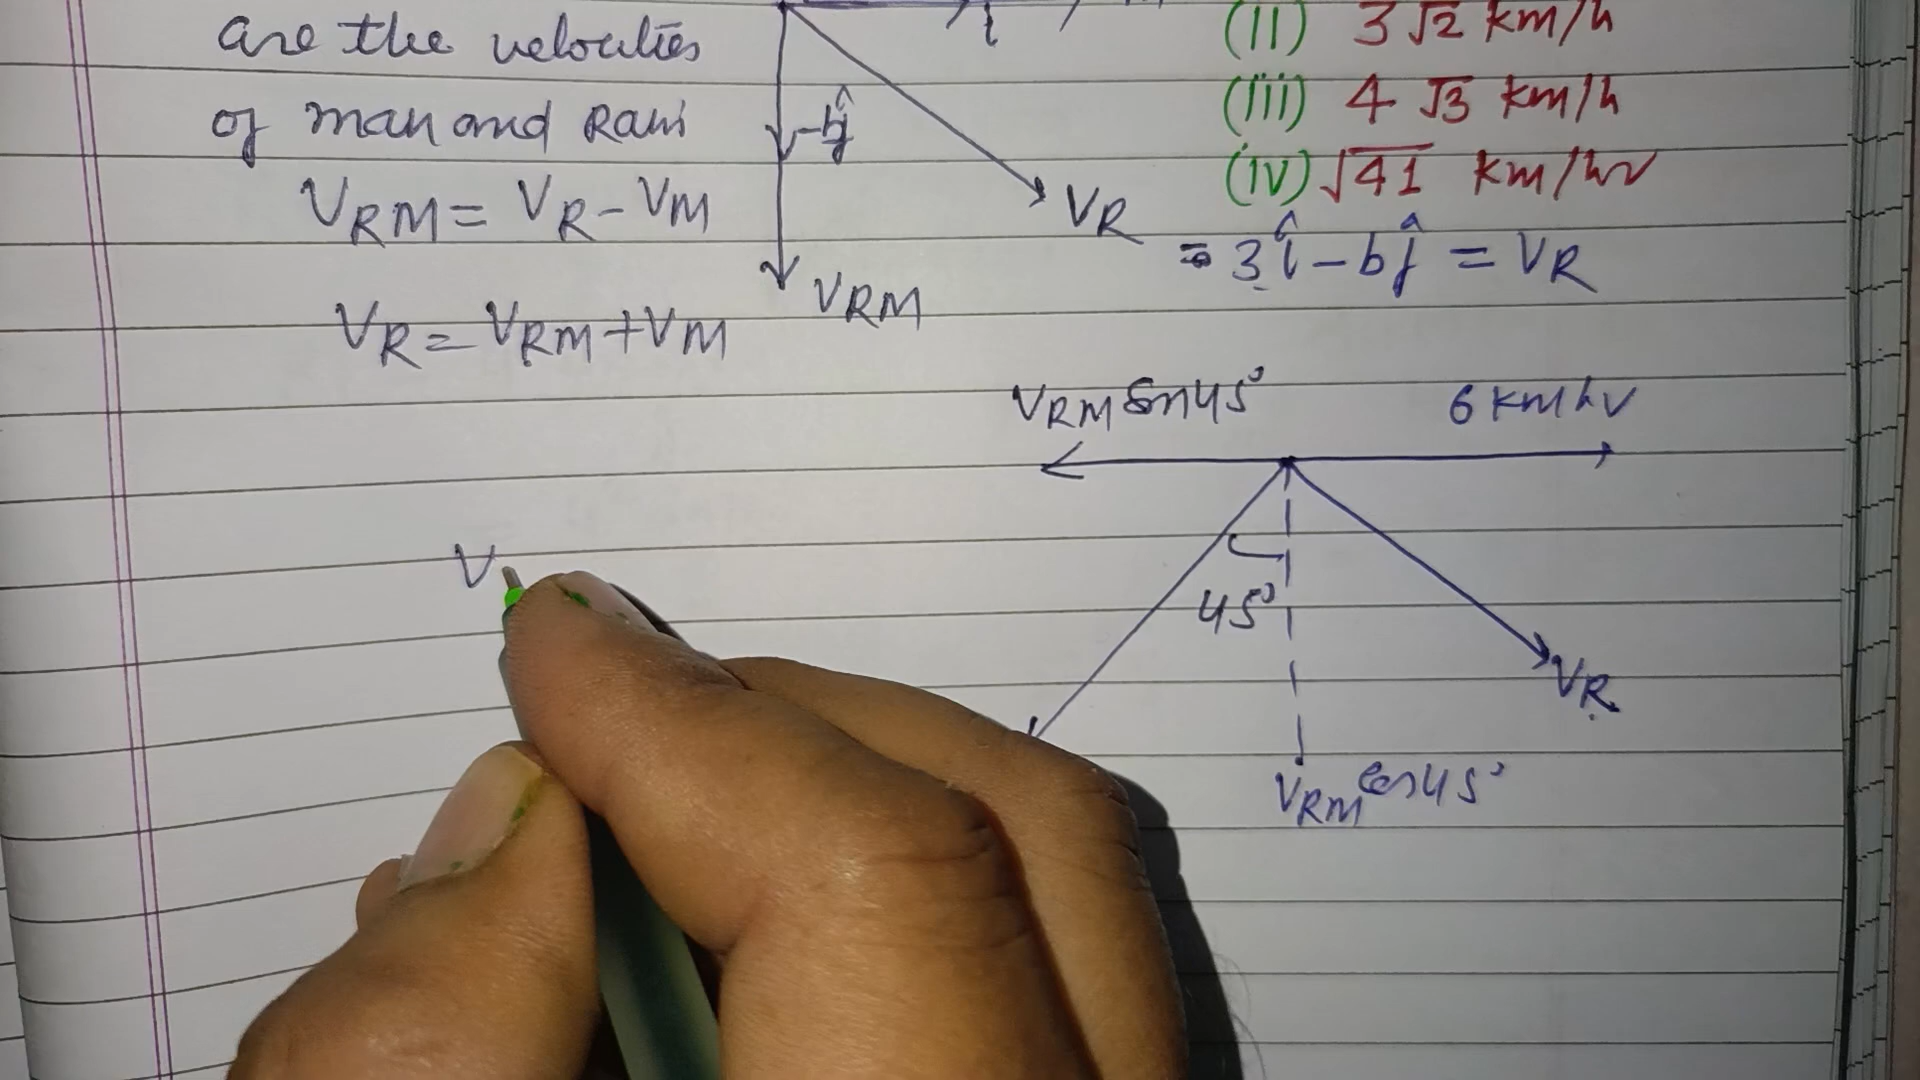 are the velocities
of man and Rain
VRM = VR - VM
VR = VRM + VM
î
-bĵ
VR
VRM
(II) 3√2 km/h
(iii) 4√3 km/h
(iv) √41 km/hr
= 3î - bĵ = VR
VRM sin45°
6 km/hr
45°
VR
VRM cos45°
V